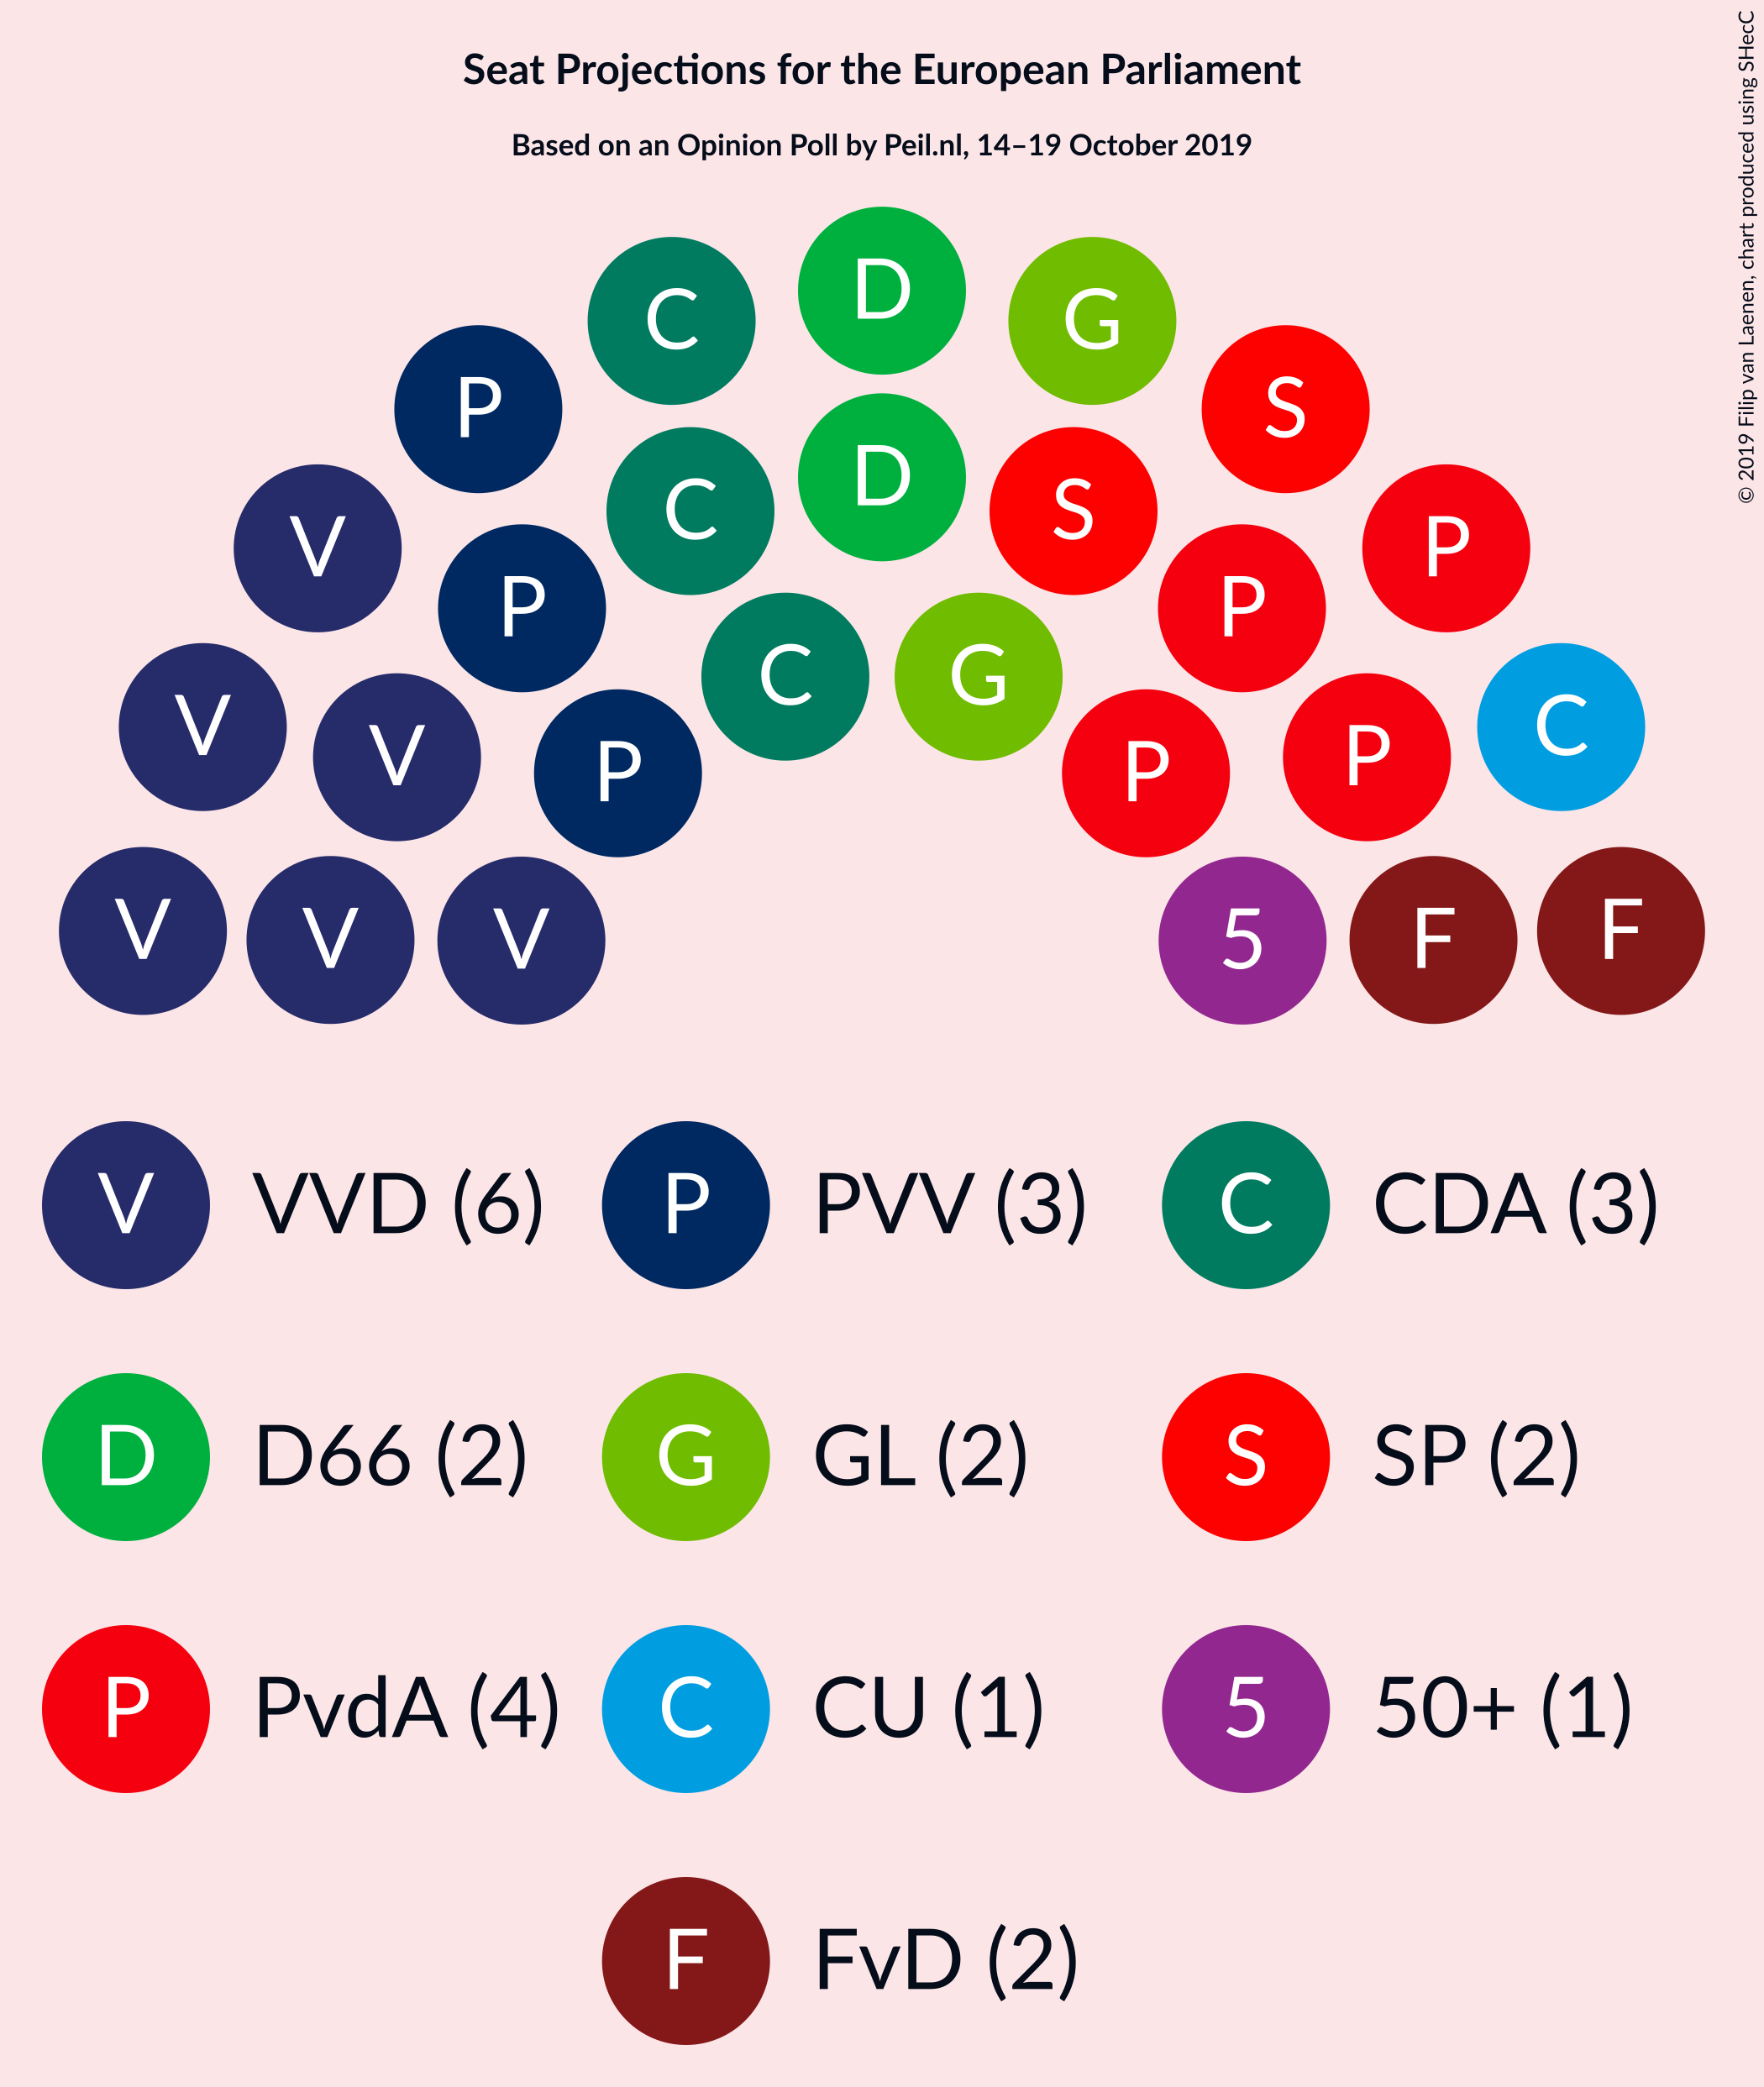 Seat Projections for the European Parliament
Based on an Opinion Poll by Peil.nl, 14–19 October 2019
© 2019 Filip van Laenen, chart produced using SHecC
D
C G
P S
D
C S
V P
P P
C G
V C
V P
P P
V F
V F
V 5
V VVD (6) P PVV (3) C CDA (3)
D D66 (2) G GL (2) S SP (2)
P PvdA (4) C CU (1) 5 50+ (1)
F FvD (2)